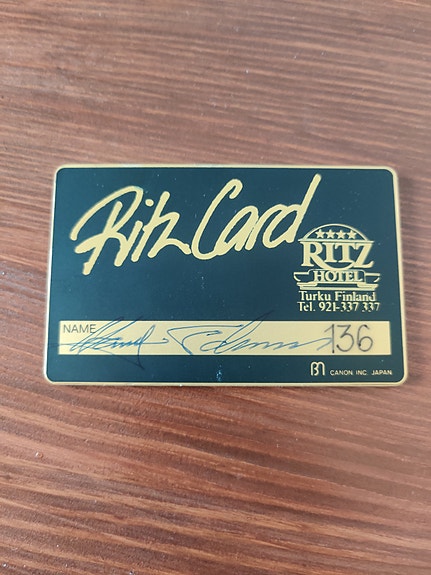 Ritz Card
RITZ
HOTEL
Turku Finland
Tel. 921-337 337
NAME 136
CANON INC. JAPAN